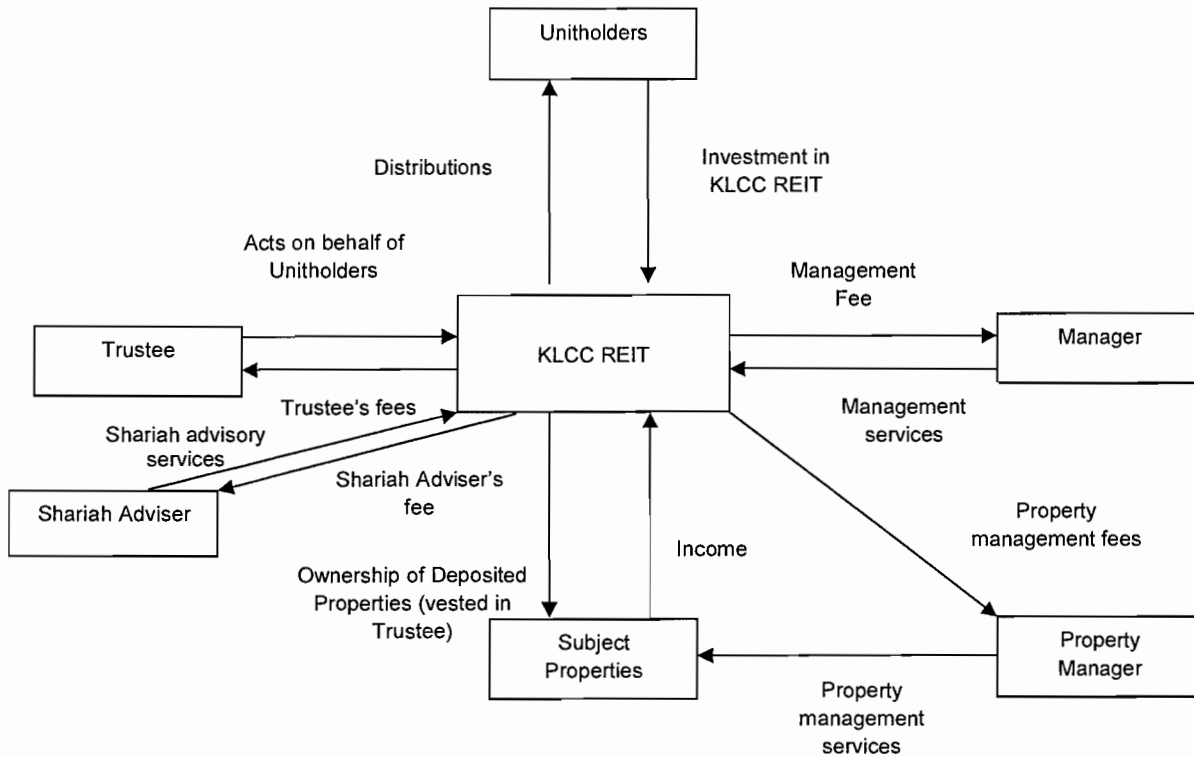 Unitholders
Distributions
Investment in
KLCC REIT
Acts on behalf of
Unitholders
Management
Fee
Trustee
KLCC REIT
Manager
Trustee's fees
Management
services
Shariah advisory
services
Shariah Adviser's
fee
Shariah Adviser
Property
management fees
Income
Ownership of Deposited
Properties (vested in
Trustee)
Subject
Properties
Property
Manager
Property
management
services